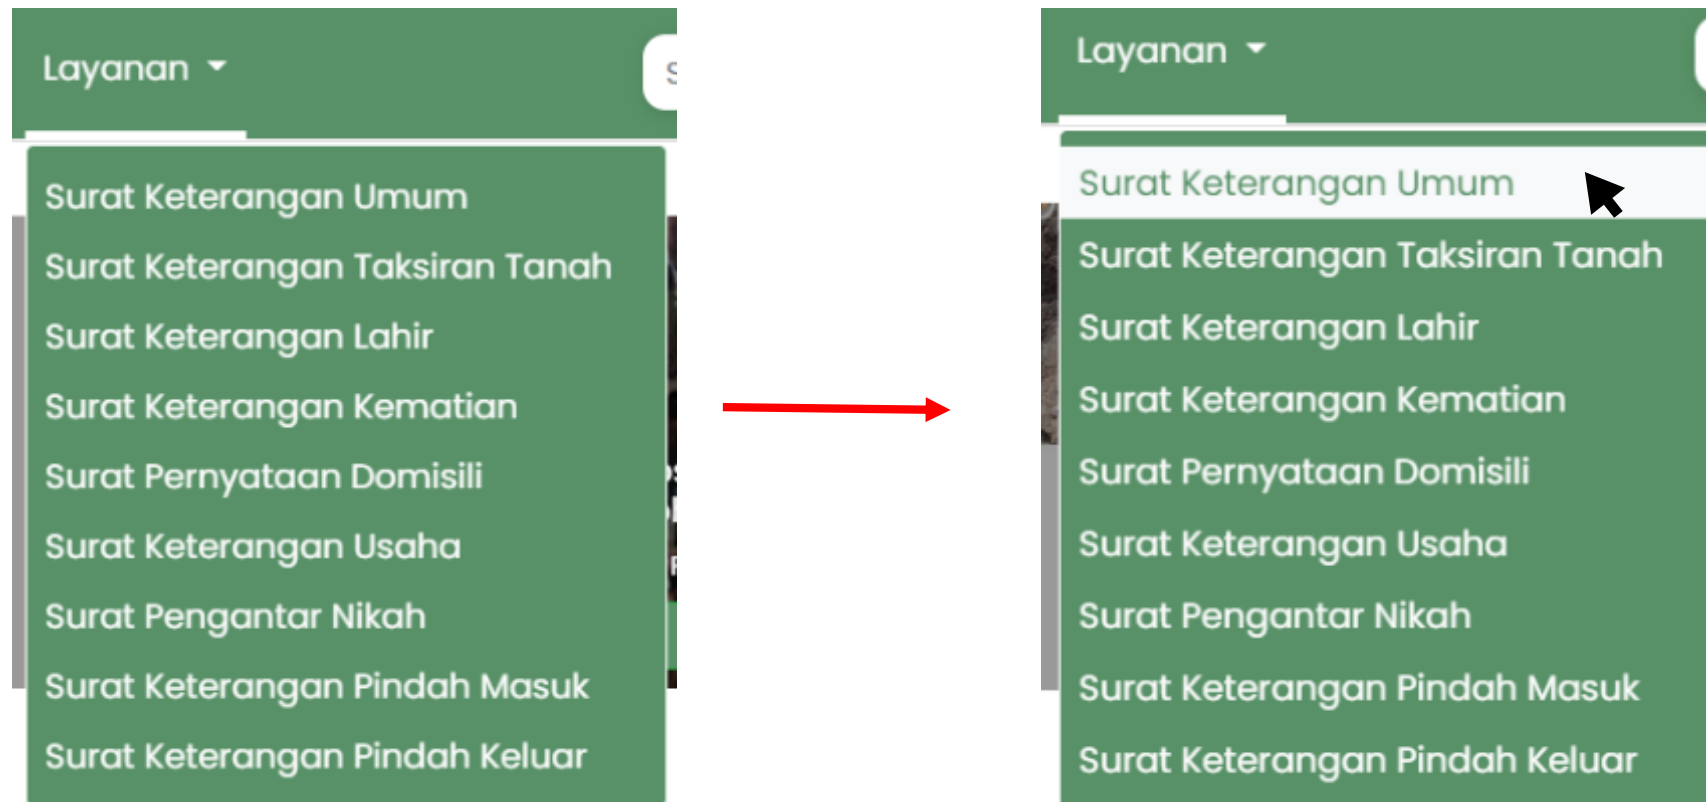 Layanan
Surat Keterangan Umum
Surat Keterangan Taksiran Tanah
Surat Keterangan Lahir
Surat Keterangan Kematian
Surat Pernyataan Domisili
Surat Keterangan Usaha
Surat Pengantar Nikah
Surat Keterangan Pindah Masuk
Surat Keterangan Pindah Keluar
Layanan
Surat Keterangan Umum
Surat Keterangan Taksiran Tanah
Surat Keterangan Lahir
Surat Keterangan Kematian
Surat Pernyataan Domisili
Surat Keterangan Usaha
Surat Pengantar Nikah
Surat Keterangan Pindah Masuk
Surat Keterangan Pindah Keluar